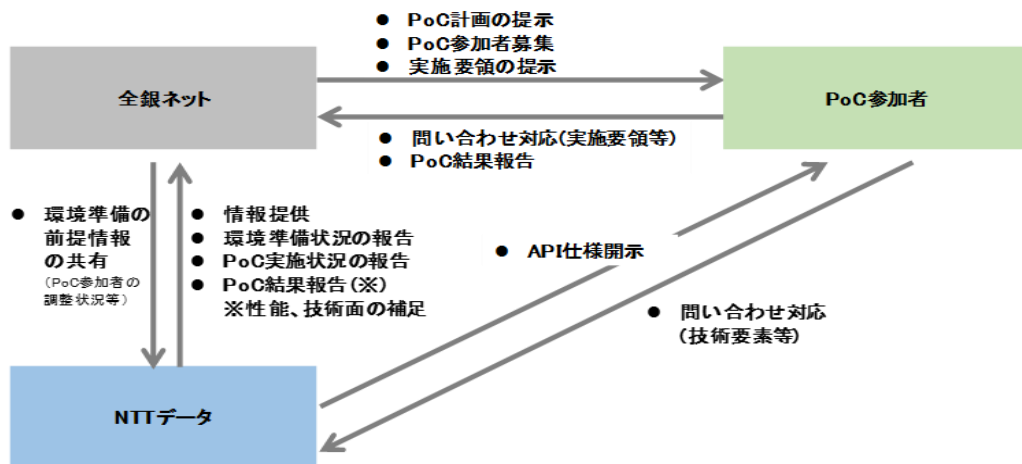 ● PoC計画の提示
● PoC参加者募集
● 実施要領の提示
全銀ネット
PoC参加者
● 問い合わせ対応(実施要領等)
● PoC結果報告
● 環境準備の
前提情報
の共有
(PoC参加者の
調整状況等)
● 情報提供
● 環境準備状況の報告
● PoC実施状況の報告
● PoC結果報告(※)
※性能、技術面の補足
● API仕様開示
● 問い合わせ対応
(技術要素等)
NTTデータ